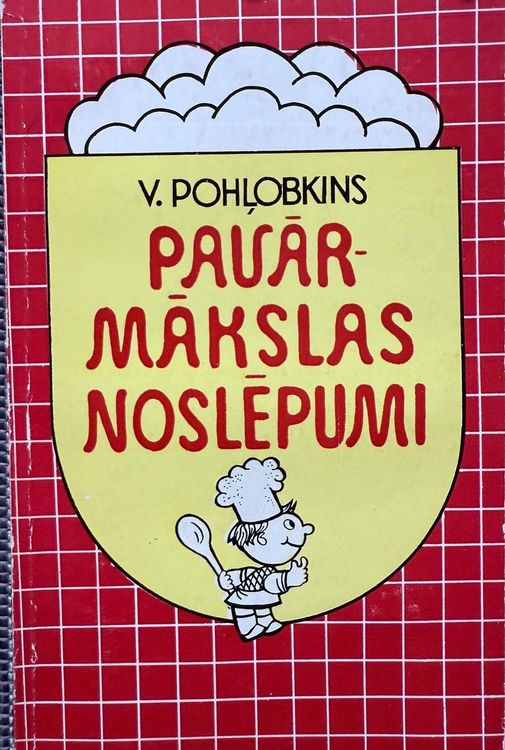 V. POHĻOBKINS
PAVĀR-
MĀKSLAS
NOSLĒPUMI